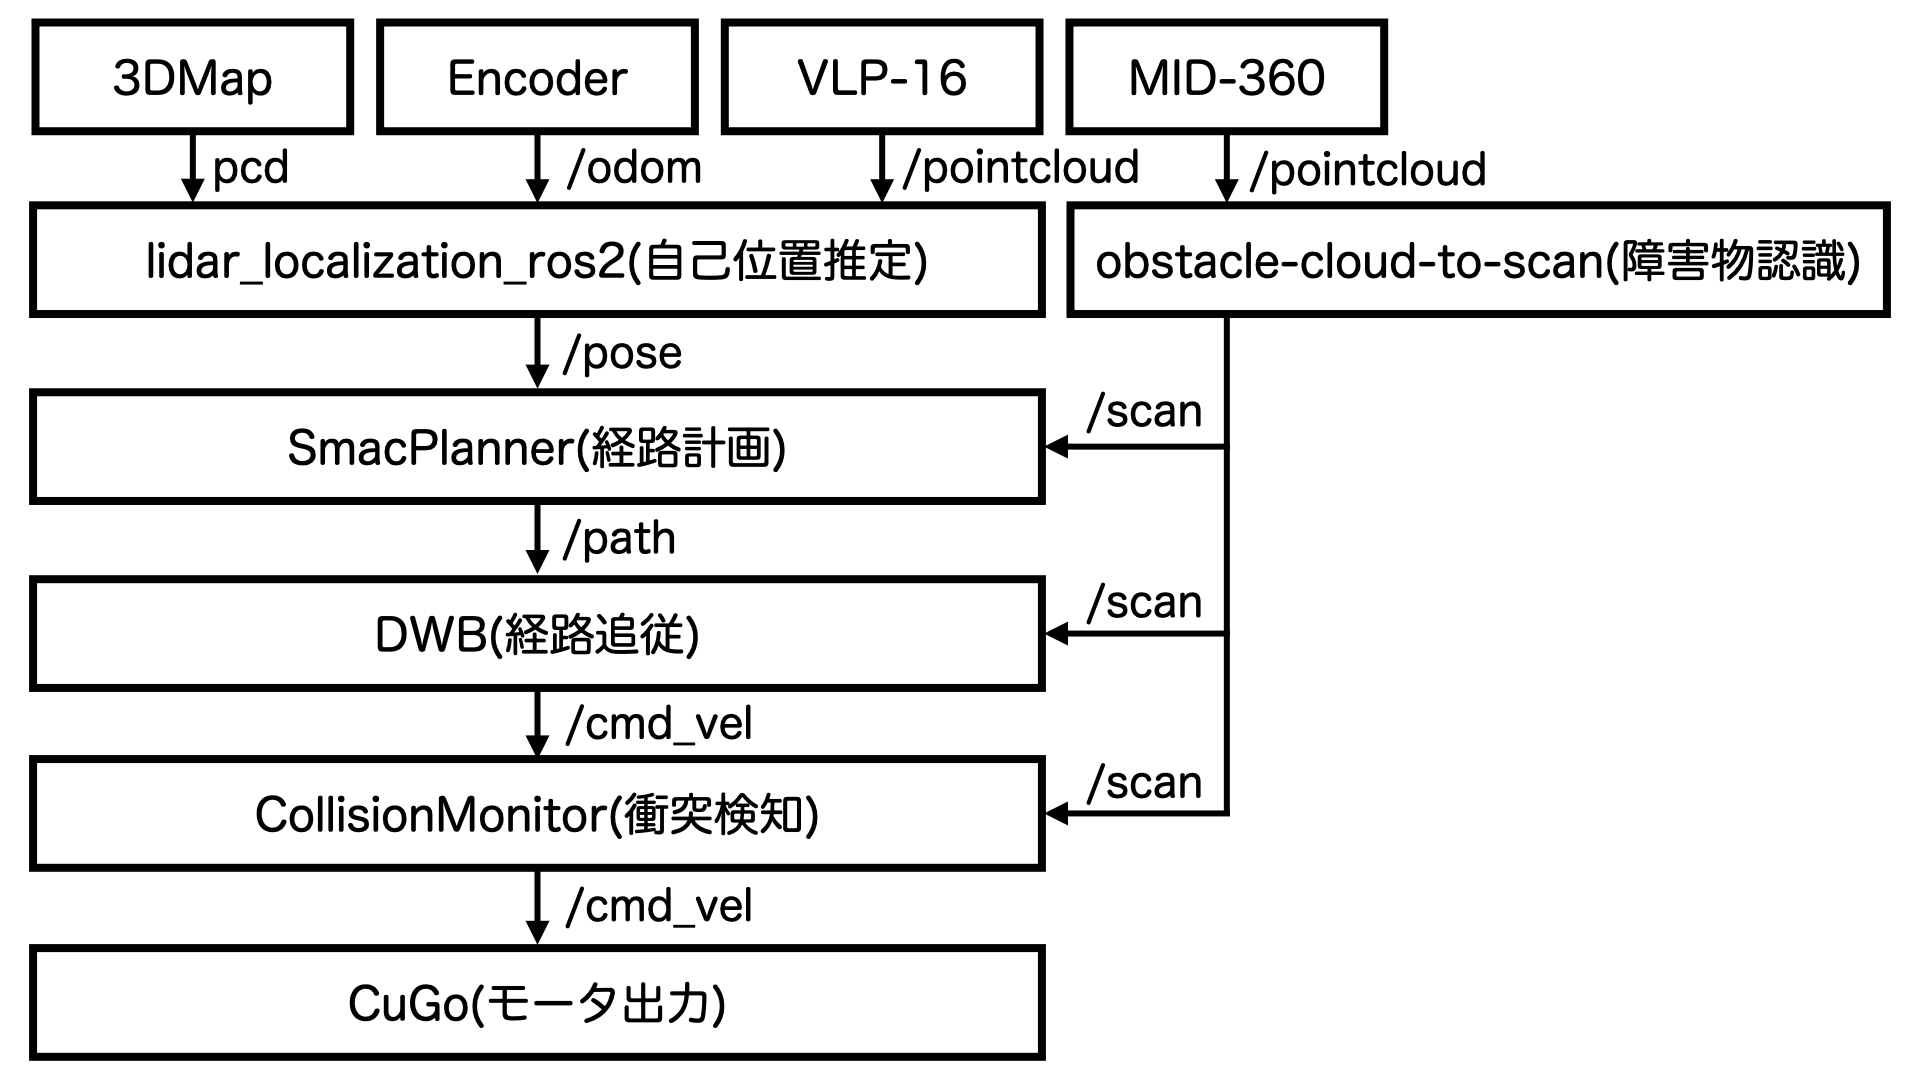 3DMap
Encoder
VLP-16
MID-360
pcd
/odom
/pointcloud
/pointcloud
lidar_localization_ros2(自己位置推定)
obstacle-cloud-to-scan(障害物認識)
/pose
/scan
SmacPlanner(経路計画)
/path
/scan
DWB(経路追従)
/cmd_vel
/scan
CollisionMonitor(衝突検知)
/cmd_vel
CuGo(モータ出力)